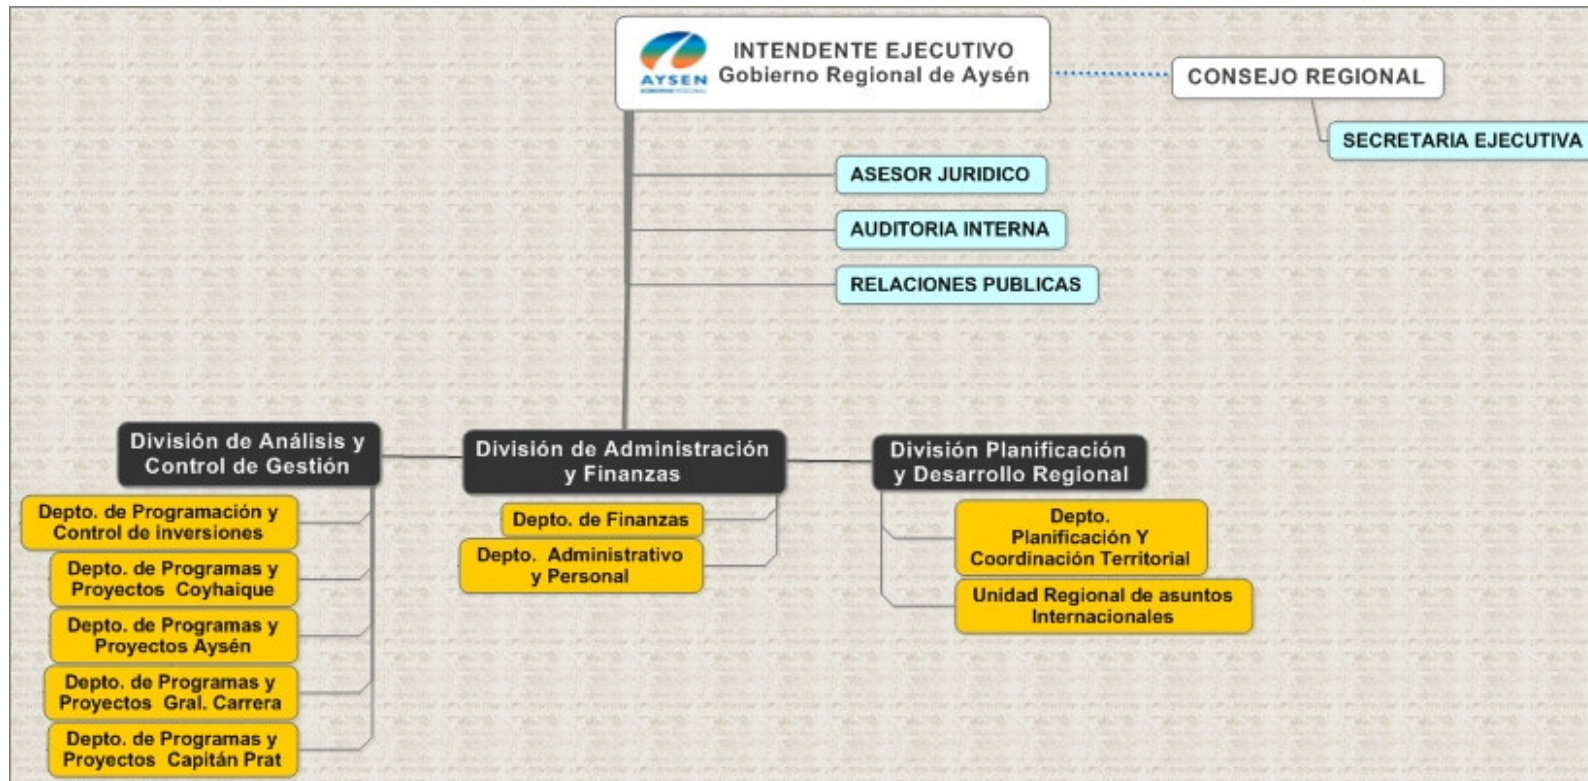 INTENDENTE EJECUTIVO
Gobierno Regional de Aysén
AYSEN
GOBIERNO REGIONAL
CONSEJO REGIONAL
SECRETARIA EJECUTIVA
ASESOR JURIDICO
AUDITORIA INTERNA
RELACIONES PUBLICAS
División de Análisis y
Control de Gestión
Depto. de Programación y
Control de inversiones
Depto. de Programas y
Proyectos Coyhaique
Depto. de Programas y
Proyectos Aysén
Depto. de Programas y
Proyectos Gral. Carrera
Depto. de Programas y
Proyectos Capitán Prat
División de Administración
y Finanzas
Depto. de Finanzas
Depto. Administrativo
y Personal
División Planificación
y Desarrollo Regional
Depto.
Planificación Y
Coordinación Territorial
Unidad Regional de asuntos
Internacionales